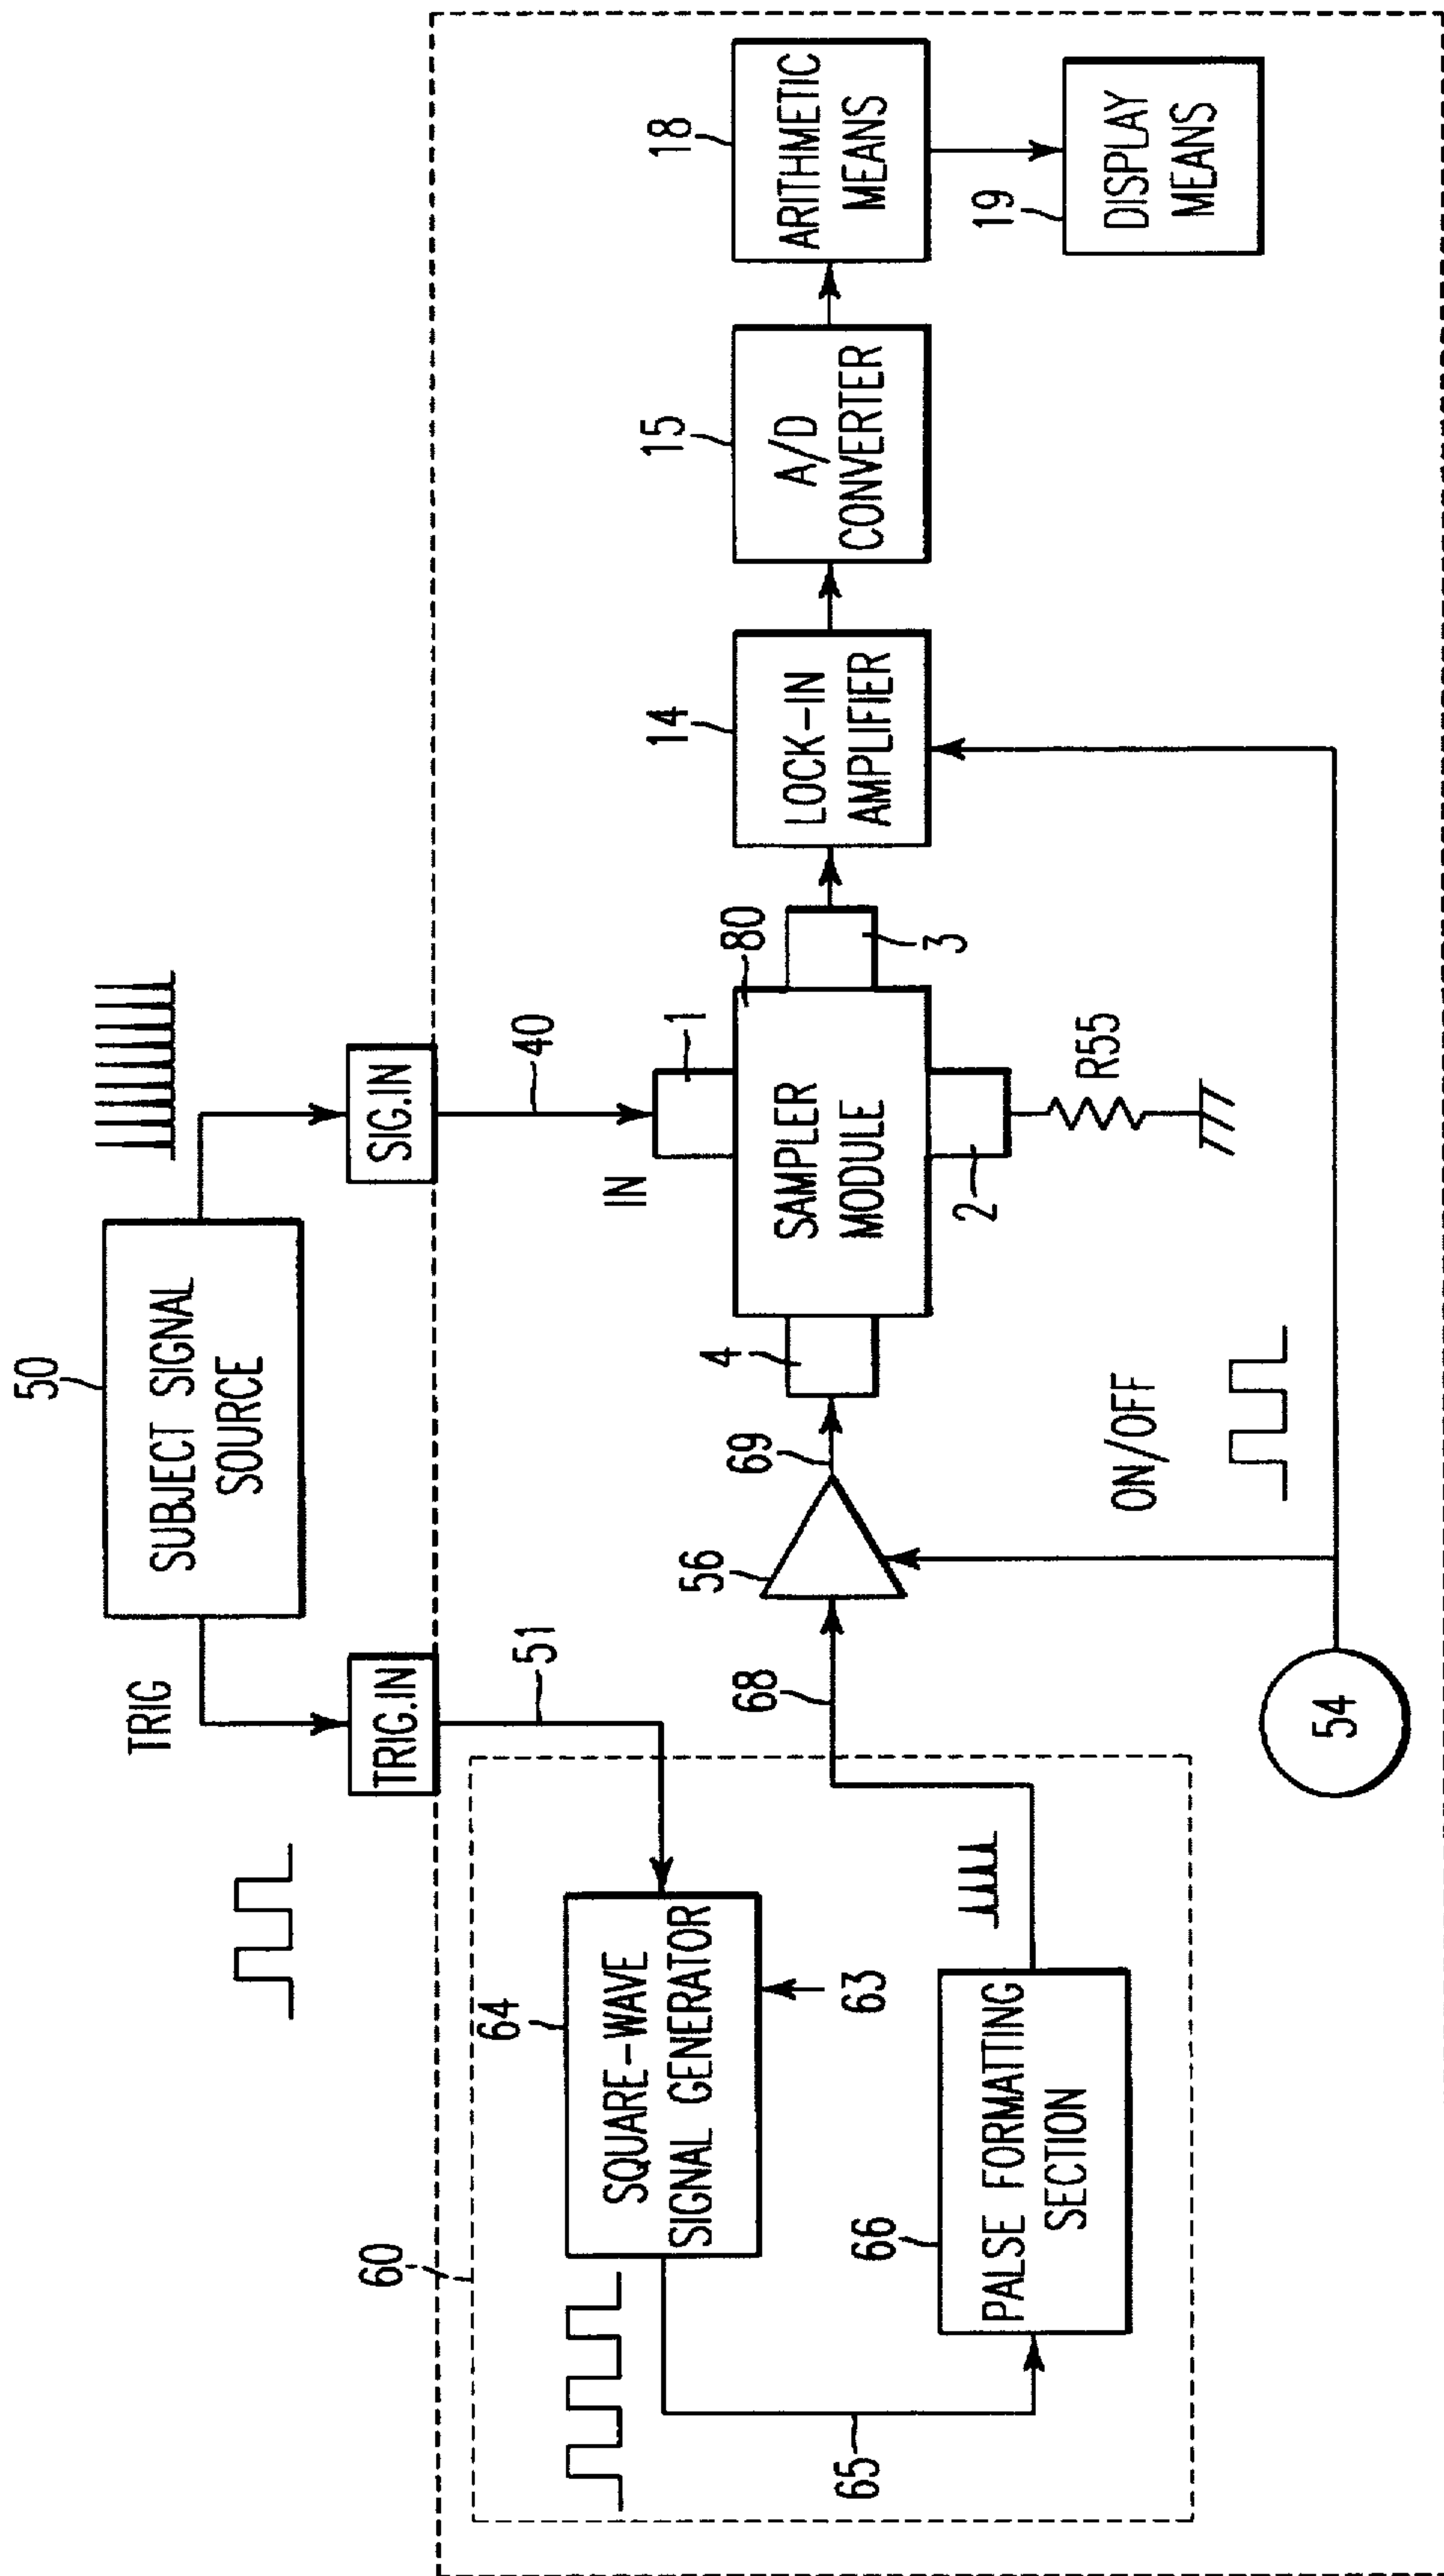 50
SUBJECT SIGNAL
SOURCE
TRIG
TRIG.IN
SIG.IN
51
40
60
64
SQUARE-WAVE
SIGNAL GENERATOR
63
65
66
PALSE FORMATTING
SECTION
68
56
69
4
IN
1
80
SAMPLER
MODULE
2
3
R55
14
LOCK-IN
AMPLIFIER
15
A/D
CONVERTER
18
ARITHMETIC
MEANS
19
DISPLAY
MEANS
ON/OFF
54